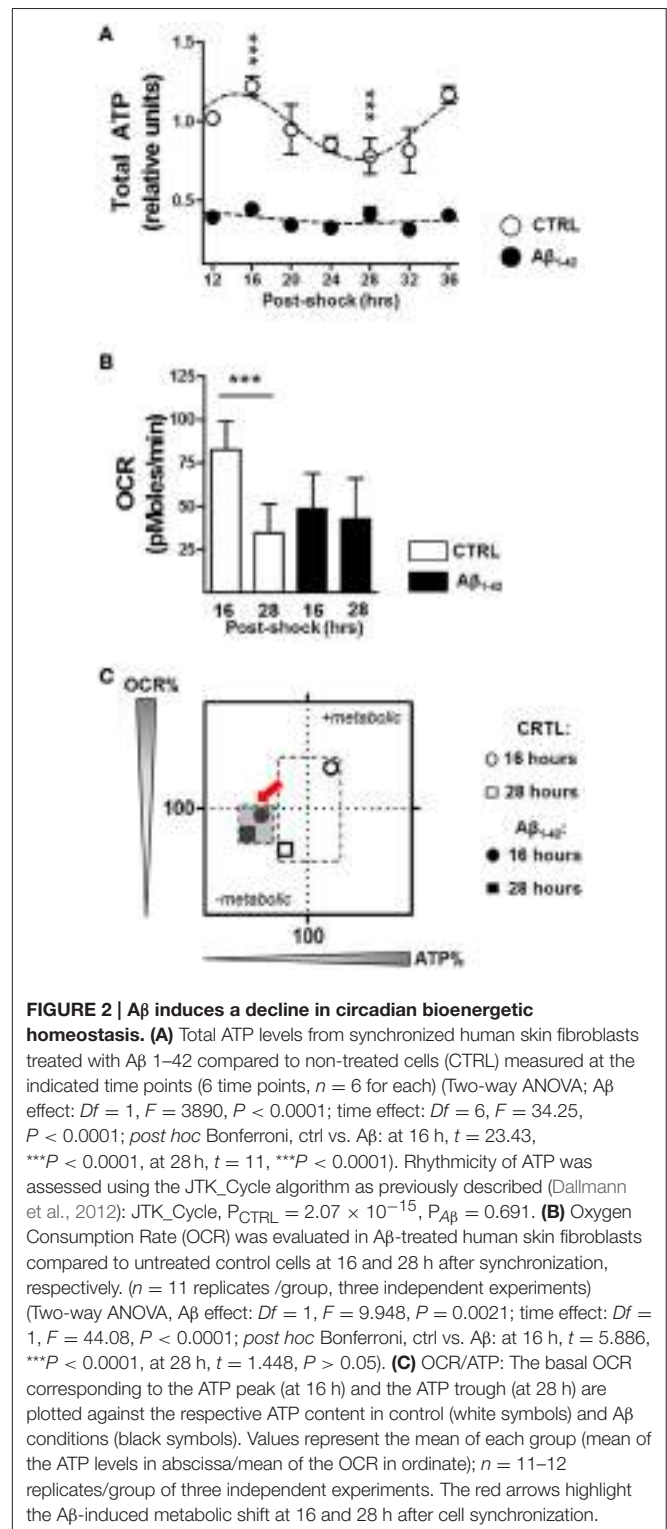 A
1.5
1.0
0.5
Total ATP
(relative units)
***
***
12 16 20 24 28 32 36
Post-shock (hrs)
CTRL
Aβ1-42
B
125
100
75
50
25
OCR
(pMoles/min)
***
16 28 16 28
Post-shock (hrs)
CTRL
Aβ1-42
C
OCR%
+metabolic
100
-metabolic
100
ATP%
CRTL:
16 hours
28 hours
Aβ1-42:
16 hours
28 hours
FIGURE 2 | Aβ induces a decline in circadian bioenergetic
homeostasis. (A) Total ATP levels from synchronized human skin fibroblasts
treated with Aβ 1–42 compared to non-treated cells (CTRL) measured at the
indicated time points (6 time points, n = 6 for each) (Two-way ANOVA; Aβ
effect: Df = 1, F = 3890, P < 0.0001; time effect: Df = 6, F = 34.25,
P < 0.0001; post hoc Bonferroni, ctrl vs. Aβ: at 16 h, t = 23.43,
***P < 0.0001, at 28 h, t = 11, ***P < 0.0001). Rhythmicity of ATP was
assessed using the JTK_Cycle algorithm as previously described (Dallmann
et al., 2012): JTK_Cycle, PCTRL = 2.07 × 10−15, PAβ = 0.691. (B) Oxygen
Consumption Rate (OCR) was evaluated in Aβ-treated human skin fibroblasts
compared to untreated control cells at 16 and 28 h after synchronization,
respectively. (n = 11 replicates /group, three independent experiments)
(Two-way ANOVA, Aβ effect: Df = 1, F = 9.948, P = 0.0021; time effect: Df =
1, F = 44.08, P < 0.0001; post hoc Bonferroni, ctrl vs. Aβ: at 16 h, t = 5.886,
***P < 0.0001, at 28 h, t = 1.448, P > 0.05). (C) OCR/ATP: The basal OCR
corresponding to the ATP peak (at 16 h) and the ATP trough (at 28 h) are
plotted against the respective ATP content in control (white symbols) and Aβ
conditions (black symbols). Values represent the mean of each group (mean of
the ATP levels in abscissa/mean of the OCR in ordinate); n = 11–12
replicates/group of three independent experiments. The red arrows highlight
the Aβ-induced metabolic shift at 16 and 28 h after cell synchronization.